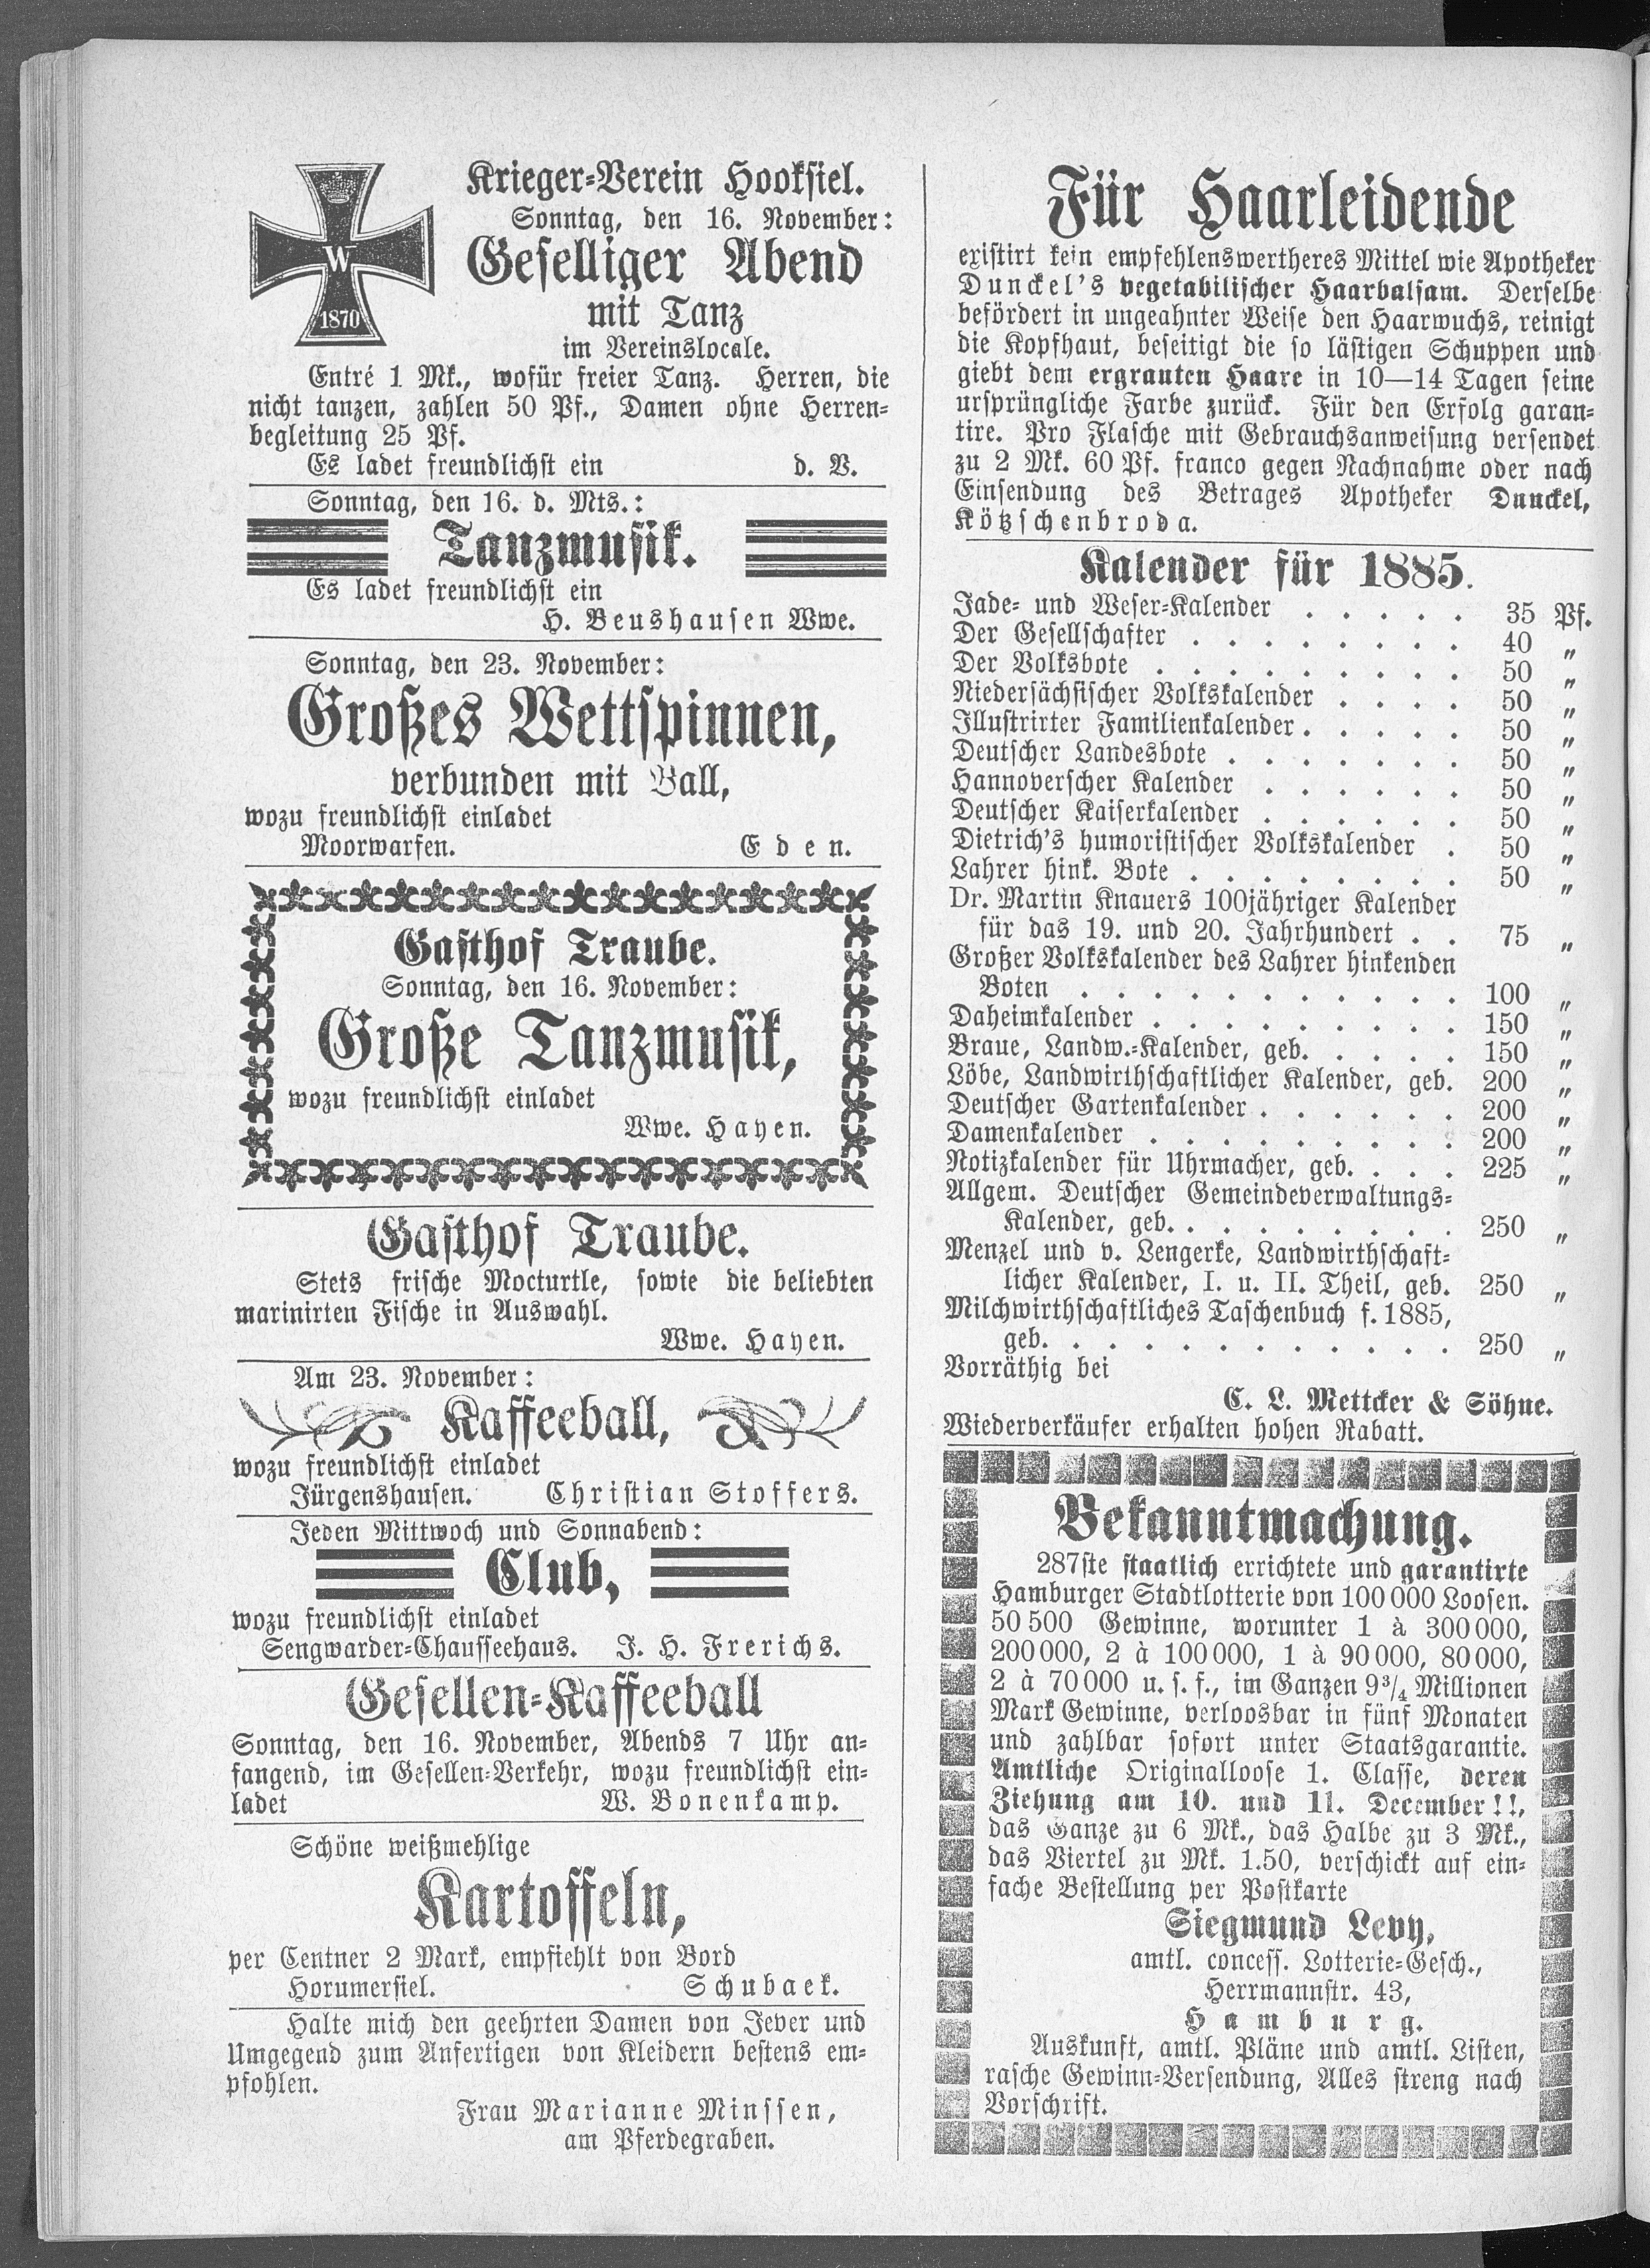 W
1870
Krieger-Verein Hooksiel.
Sonntag, den 16. November:
Geselliger Abend
mit Tanz
im Vereinslocale.
Entré 1 Mk., wofür freier Tanz. Herren, die
nicht tanzen, zahlen 50 Pf., Damen ohne Herren-
begleitung 25 Pf.
Es ladet freundlichst ein d. V.
Sonntag, den 16. d. Mts.:
Tanzmusik.
Es ladet freundlichst ein
H. Beushausen Wwe.
Sonntag, den 23. November:
Großes Wettspinnen,
verbunden mit Ball,
wozu freundlichst einladet
Moorwarfen. Eden.
Gasthof Traube.
Sonntag, den 16. November:
Große Tanzmusik,
wozu freundlichst einladet
Wwe. Hayen.
Gasthof Traube.
Stets frische Mocturtle, sowie die beliebten
marinirten Fische in Auswahl.
Wwe. Hayen.
Am 23. November:
Kaffeeball,
wozu freundlichst einladet
Jürgenshausen. Christian Stoffers.
Jeden Mittwoch und Sonnabend:
Club,
wozu freundlichst einladet
Sengwarder-Chausseehaus. J. H. Frerichs.
Gesellen-Kaffeeball
Sonntag, den 16. November, Abends 7 Uhr an-
fangend, im Gesellen-Verkehr, wozu freundlichst ein-
ladet W. Bonenkamp.
Schöne weißmehlige
Kartoffeln,
per Centner 2 Mark, empfiehlt von Bord
Horumersiel. Schubaek.
Halte mich den geehrten Damen von Jever und
Umgegend zum Anfertigen von Kleidern bestens em-
pfohlen.
Frau Marianne Minssen,
am Pferdegraben.
Für Haarleidende
existirt kein empfehlenswertheres Mittel wie Apotheker
Dunckel's vegetabilischer Haarbalsam. Derselbe
befördert in ungeahnter Weise den Haarwuchs, reinigt
die Kopfhaut, beseitigt die so lästigen Schuppen und
giebt dem ergrauten Haare in 10—14 Tagen seine
ursprüngliche Farbe zurück. Für den Erfolg garan-
tire. Pro Flasche mit Gebrauchsanweisung versendet
zu 2 Mk. 60 Pf. franco gegen Nachnahme oder nach
Einsendung des Betrages Apotheker Dunckel,
Kötzschenbroda.
Kalender für 1885.
Jade- und Weser-Kalender . . . . . 35 Pf.
Der Gesellschafter . . . . . . . . 40 „
Der Volksbote . . . . . . . . . 50 „
Niedersächsischer Volkskalender . . . . 50 „
Illustrirter Familienkalender . . . . . 50 „
Deutscher Landesbote . . . . . . . 50 „
Hannoverscher Kalender . . . . . . 50 „
Deutscher Kaiserkalender . . . . . . 50 „
Dietrich's humoristischer Volkskalender . 50 „
Lahrer hink. Bote . . . . . . . . 50 „
Dr. Martin Knauers 100jähriger Kalender
für das 19. und 20. Jahrhundert . . 75 „
Großer Volkskalender des Lahrer hinkenden
Boten . . . . . . . . . . . 100 „
Daheimkalender . . . . . . . . . 150 „
Braue, Landw.-Kalender, geb. . . . . 150 „
Löbe, Landwirthschaftlicher Kalender, geb. 200 „
Deutscher Gartenkalender . . . . . . 200 „
Damenkalender . . . . . . . . . 200 „
Notizkalender für Uhrmacher, geb. . . . 225 „
Allgem. Deutscher Gemeindeverwaltungs-
Kalender, geb. . . . . . . . . 250 „
Menzel und v. Lengerke, Landwirthschaft-
licher Kalender, I. u. II. Theil, geb. 250 „
Milchwirthschaftliches Taschenbuch f. 1885,
geb. . . . . . . . . . . . 250 „
Vorräthig bei
C. L. Mettcker & Söhne.
Wiederverkäufer erhalten hohen Rabatt.
Bekanntmachung.
287ste staatlich errichtete und garantirte
Hamburger Stadtlotterie von 100 000 Loosen.
50 500 Gewinne, worunter 1 à 300 000,
200 000, 2 à 100 000, 1 à 90 000, 80 000,
2 à 70 000 u. s. f., im Ganzen 9 3/4 Millionen
Mark Gewinne, verloosbar in fünf Monaten
und zahlbar sofort unter Staatsgarantie.
Amtliche Originalloose 1. Classe, deren
Ziehung am 10. und 11. December!!,
das Ganze zu 6 Mk., das Halbe zu 3 Mk.,
das Viertel zu Mk. 1.50, verschickt auf ein-
fache Bestellung per Postkarte
Siegmund Levy,
amtl. concess. Lotterie-Gesch.,
Herrmannstr. 43,
Hamburg.
Auskunft, amtl. Pläne und amtl. Listen,
rasche Gewinn-Versendung, Alles streng nach
Vorschrift.